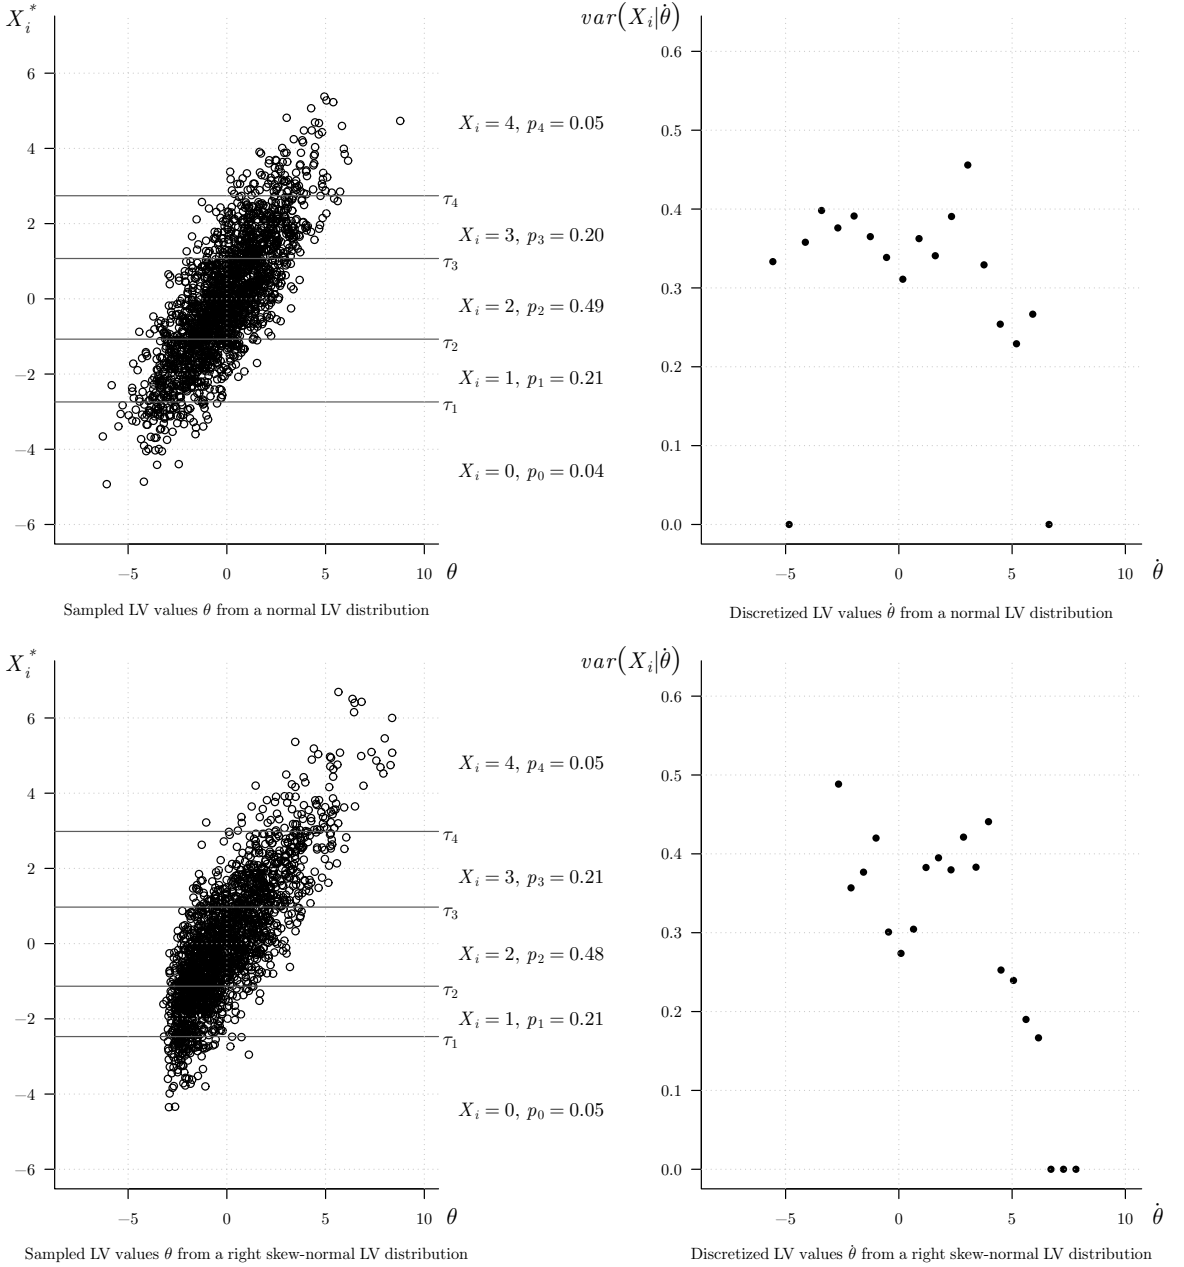 X_i^*
6
4
2
0
−2
−4
−6
−5
0
5
10
θ
X_i = 4, p_4 = 0.05
τ_4
X_i = 3, p_3 = 0.20
τ_3
X_i = 2, p_2 = 0.49
τ_2
X_i = 1, p_1 = 0.21
τ_1
X_i = 0, p_0 = 0.04
Sampled LV values θ from a normal LV distribution
var(X_i|θ̇)
0.6
0.5
0.4
0.3
0.2
0.1
0.0
−5
0
5
10
θ̇
Discretized LV values θ̇ from a normal LV distribution
X_i^*
6
4
2
0
−2
−4
−6
−5
0
5
10
θ
X_i = 4, p_4 = 0.05
τ_4
X_i = 3, p_3 = 0.21
τ_3
X_i = 2, p_2 = 0.48
τ_2
X_i = 1, p_1 = 0.21
τ_1
X_i = 0, p_0 = 0.05
Sampled LV values θ from a right skew-normal LV distribution
var(X_i|θ̇)
0.6
0.5
0.4
0.3
0.2
0.1
0.0
−5
0
5
10
θ̇
Discretized LV values θ̇ from a right skew-normal LV distribution